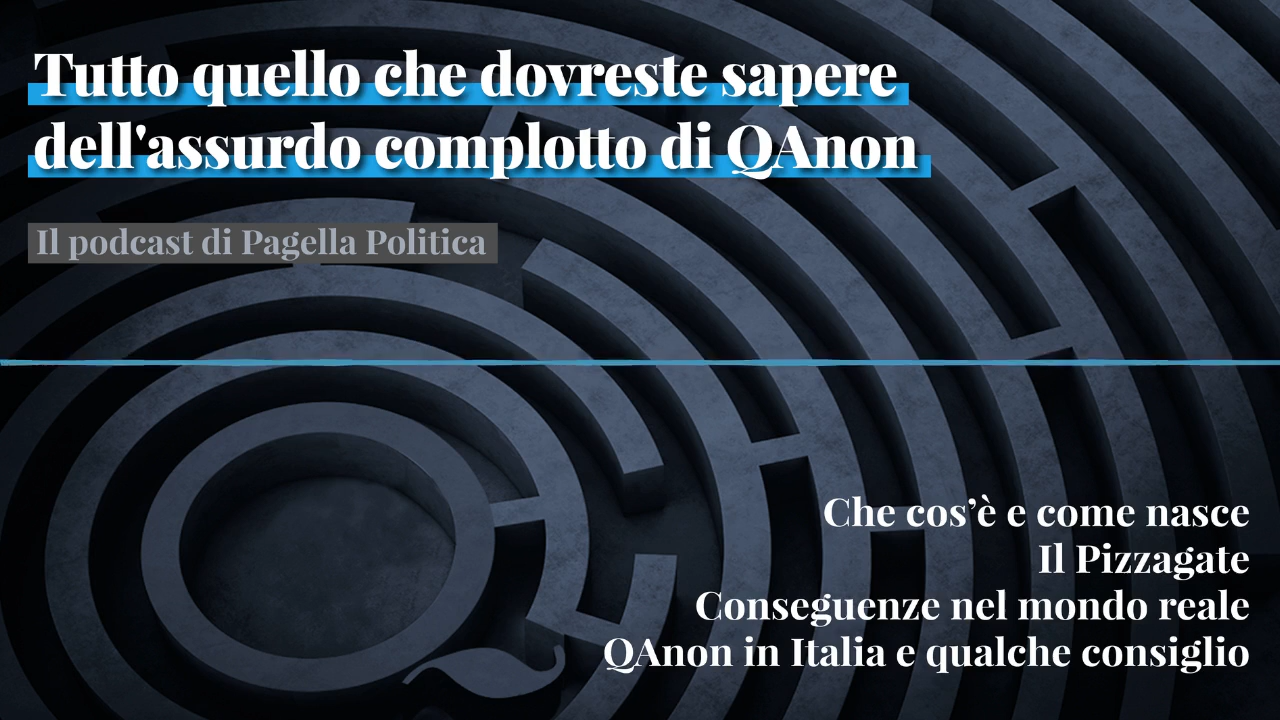 Tutto quello che dovreste sapere
dell'assurdo complotto di QAnon
Il podcast di Pagella Politica
Che cos’è e come nasce
Il Pizzagate
Conseguenze nel mondo reale
QAnon in Italia e qualche consiglio